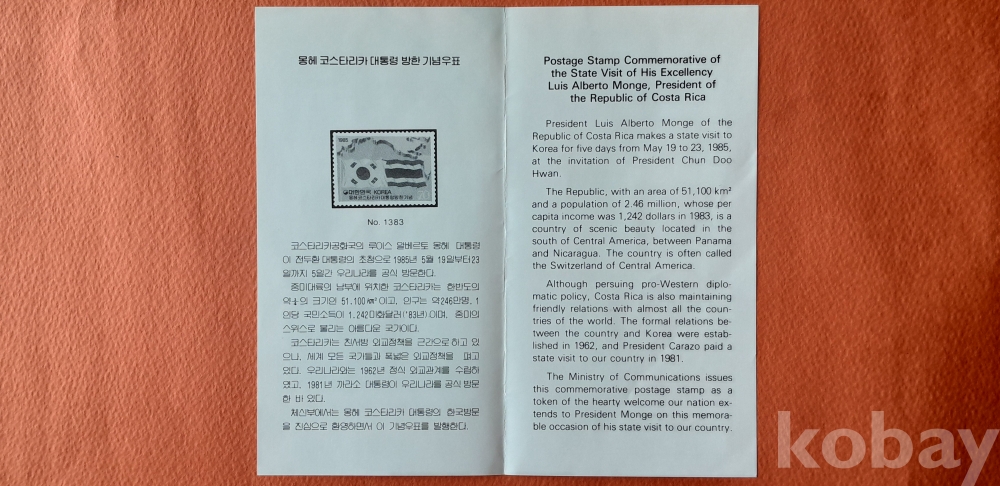 몽헤 코스타리카 대통령 방한 기념우표
1985
대한민국 KOREA
몽헤코스타리카대통령방한기념
No. 1383
코스타리카공화국의 루이스 알베르토 몽헤 대통령
이 전두환 대통령의 초청으로 1985년 5월 19일부터 23
일까지 5일간 우리나라를 공식 방문한다.
중미대륙의 남부에 위치한 코스타리카는 한반도의
약¼의 크기인 51,100㎢이고, 인구는 약246만명, 1
인당 국민소득이 1,242미화달러('83년)이며, 중미의
스위스로 불리는 아름다운 국가이다.
코스타리카는 친서방 외교정책을 근간으로 하고 있
으나, 세계 모든 국가들과 폭넓은 외교정책을 펴고
있다. 우리나라와는 1962년 정식 외교관계를 수립하
였고, 1981년 까라소 대통령이 우리나라를 공식 방문
한 바 있다.
체신부에서는 몽헤 코스타리카 대통령의 한국방문
을 진심으로 환영하면서 이 기념우표를 발행한다.
Postage Stamp Commemorative of
the State Visit of His Excellency
Luis Alberto Monge, President of
the Republic of Costa Rica
President Luis Alberto Monge of the
Republic of Costa Rica makes a state visit to
Korea for five days from May 19 to 23, 1985,
at the invitation of President Chun Doo
Hwan.
The Republic, with an area of 51,100 km²
and a population of 2.46 million, whose per
capita income was 1,242 dollars in 1983, is a
country of scenic beauty located in the
south of Central America, between Panama
and Nicaragua. The country is often called
the Switzerland of Central America.
Although persuing pro-Western diplo-
matic policy, Costa Rica is also maintaining
friendly relations with almost all the coun-
tries of the world. The formal relations be-
tween the country and Korea were estab-
lished in 1962, and President Carazo paid a
state visit to our country in 1981.
The Ministry of Communications issues
this commemorative postage stamp as a
token of the hearty welcome our nation ex-
tends to President Monge on this memora-
ble occasion of his state visit to our country.
kobay